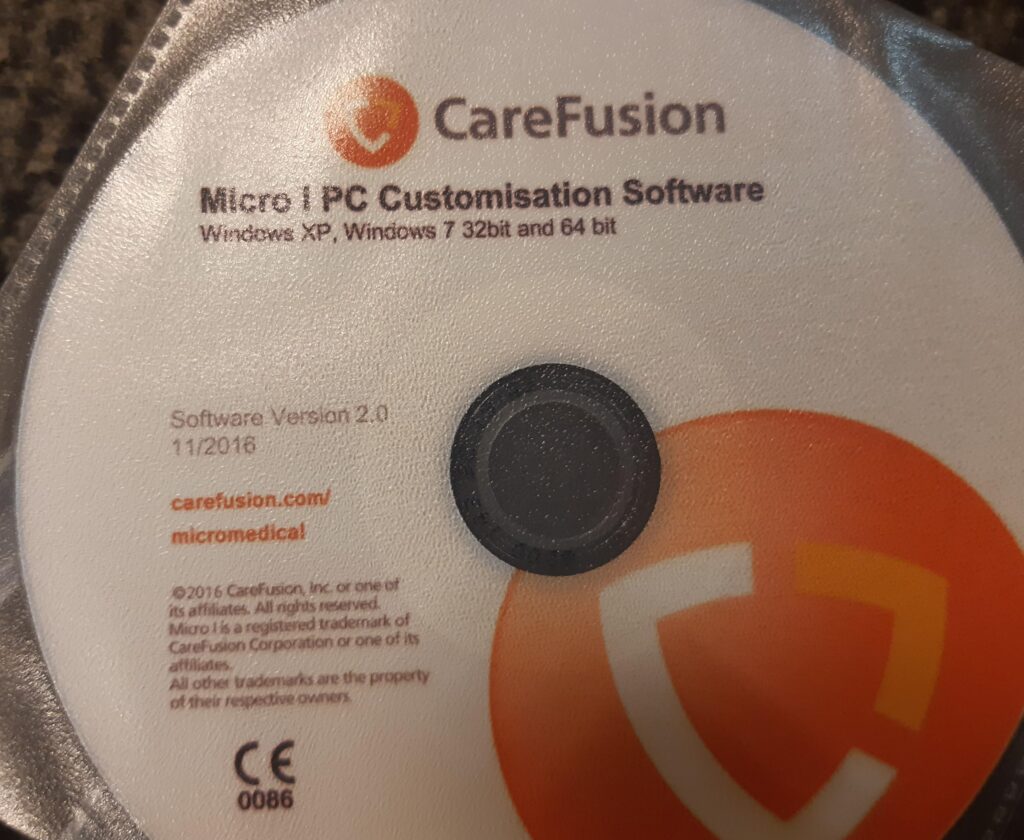 CareFusion
Micro I PC Customisation Software
Windows XP, Windows 7 32bit and 64 bit
Software Version 2.0
11/2016
carefusion.com/
micromedical
©2016 CareFusion, Inc. or one of
its affiliates. All rights reserved.
Micro I is a registered trademark of
CareFusion Corporation or one of its
affiliates.
All other trademarks are the property
of their respective owners.
CE
0086